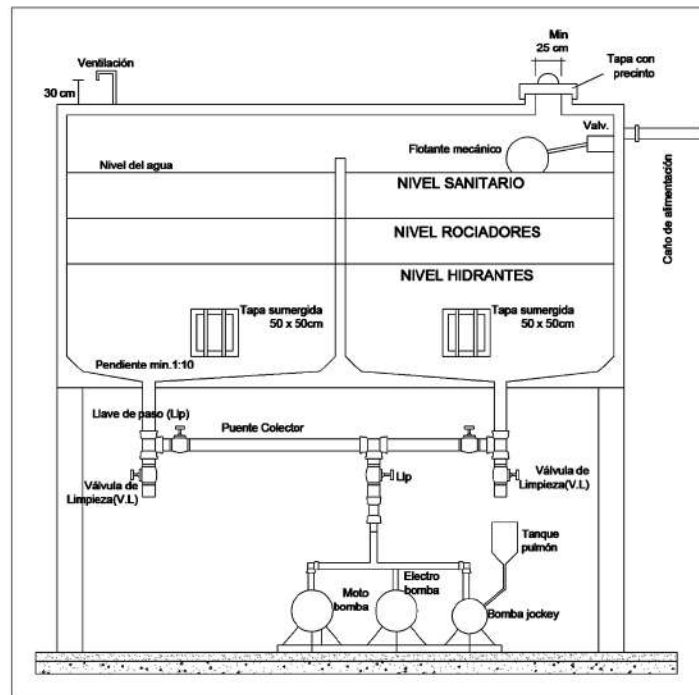 Min
25 cm
Tapa con
precinto
Ventilación
30 cm
Valv.
Flotante mecánico
Nivel del agua
NIVEL SANITARIO
NIVEL ROCIADORES
NIVEL HIDRANTES
Caño de alimentación
Tapa sumergida
50 x 50cm
Tapa sumergida
50 x 50cm
Pendiente min.1:10
Llave de paso (Llp)
Puente Colector
Válvula de
Limpieza(V.L)
Llp
Válvula de
Limpieza(V.L)
Tanque
pulmón
Moto
bomba
Electro
bomba
Bomba jockey